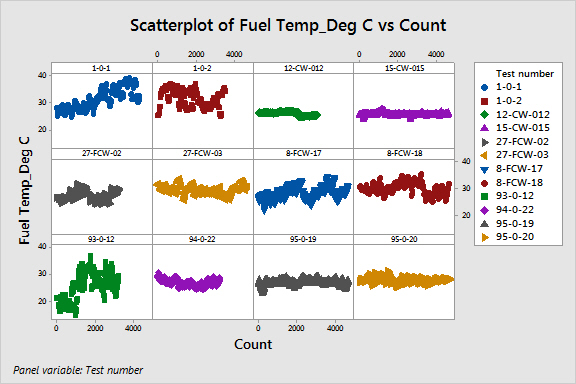 Scatterplot of Fuel Temp_Deg C vs Count
0 2000 4000 0 2000 4000
1-0-1 1-0-2 12-CW-012 15-CW-015
40
30
20
27-FCW-02 27-FCW-03 8-FCW-17 8-FCW-18
40
30
20
93-0-12 94-0-22 95-0-19 95-0-20
40
30
20
0 2000 4000 0 2000 4000
Fuel Temp_Deg C
Count
Test number
1-0-1
1-0-2
12-CW-012
15-CW-015
27-FCW-02
27-FCW-03
8-FCW-17
8-FCW-18
93-0-12
94-0-22
95-0-19
95-0-20
Panel variable: Test number